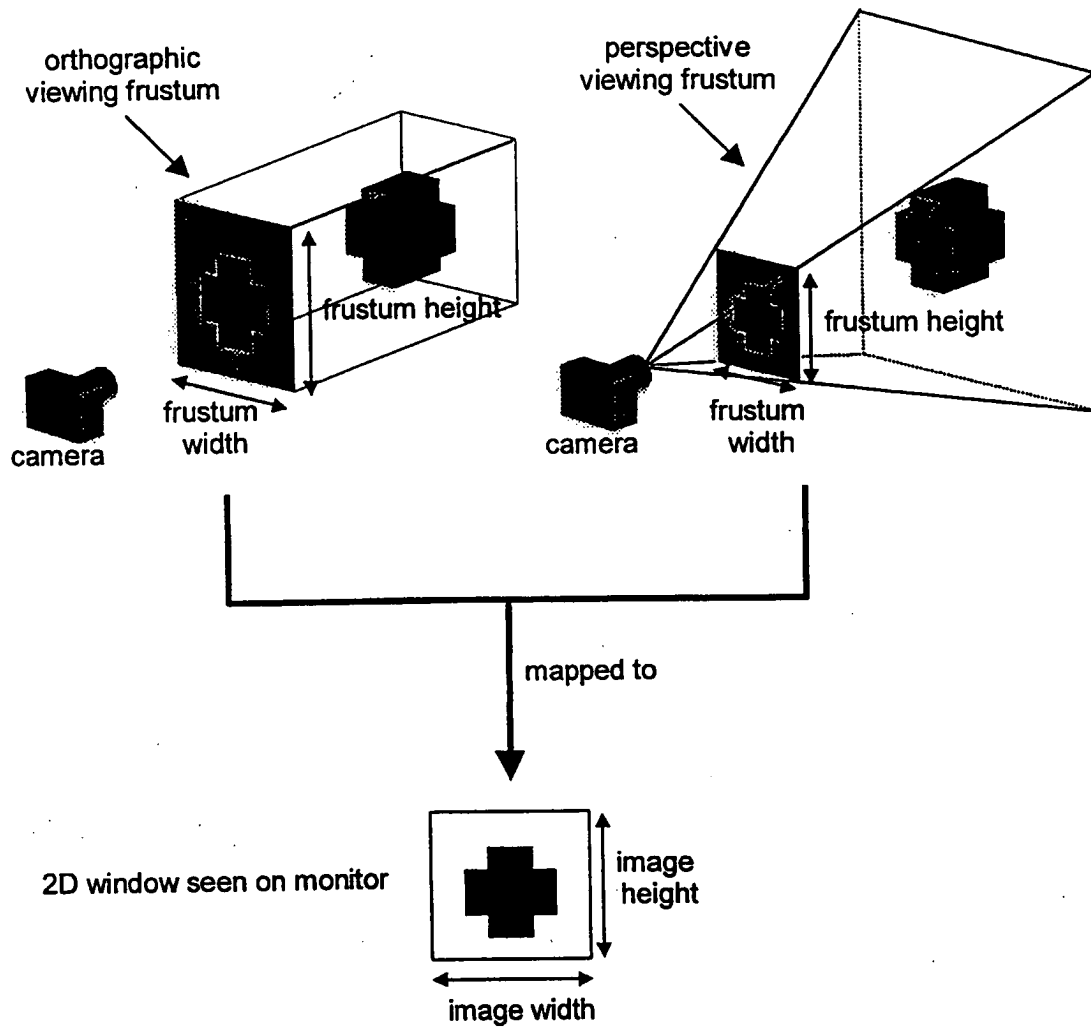 orthographic
viewing frustum
frustum height
frustum
width
camera
perspective
viewing frustum
frustum height
frustum
width
camera
mapped to
2D window seen on monitor
image
height
image width